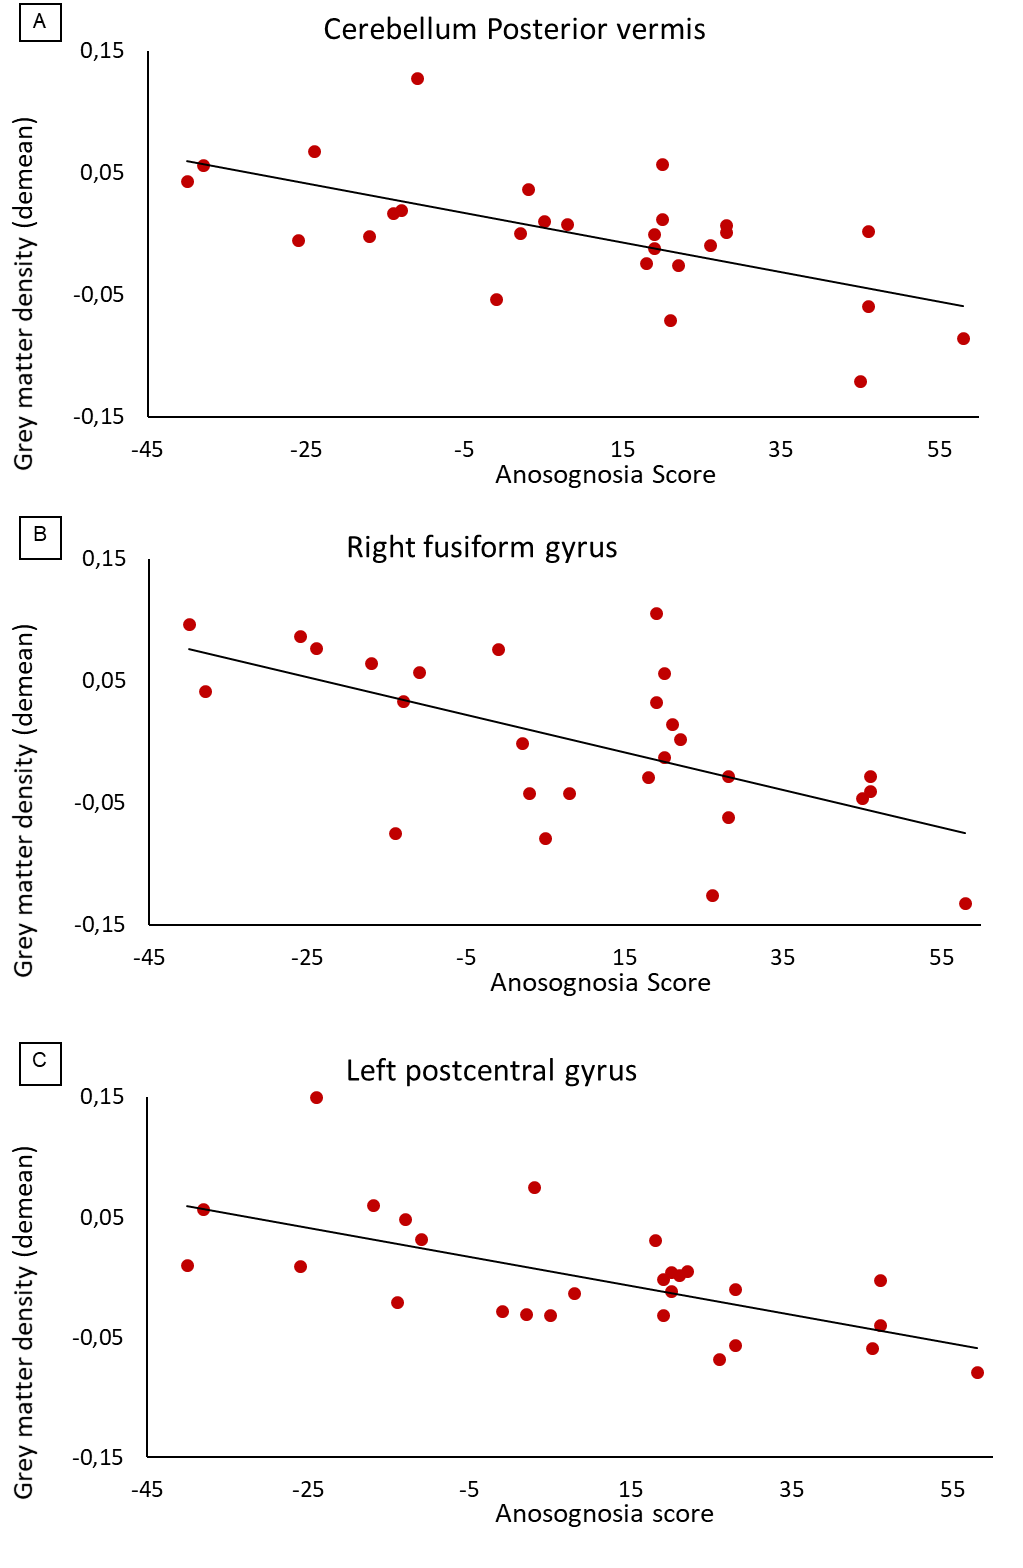 A
Cerebellum Posterior vermis
Grey matter density (demean)
0,15
0,05
-0,05
-0,15
-45 -25 -5 15 35 55
Anosognosia Score
B
Right fusiform gyrus
Grey matter density (demean)
0,15
0,05
-0,05
-0,15
-45 -25 -5 15 35 55
Anosognosia Score
C
Left postcentral gyrus
Grey matter density (demean)
0,15
0,05
-0,05
-0,15
-45 -25 -5 15 35 55
Anosognosia score